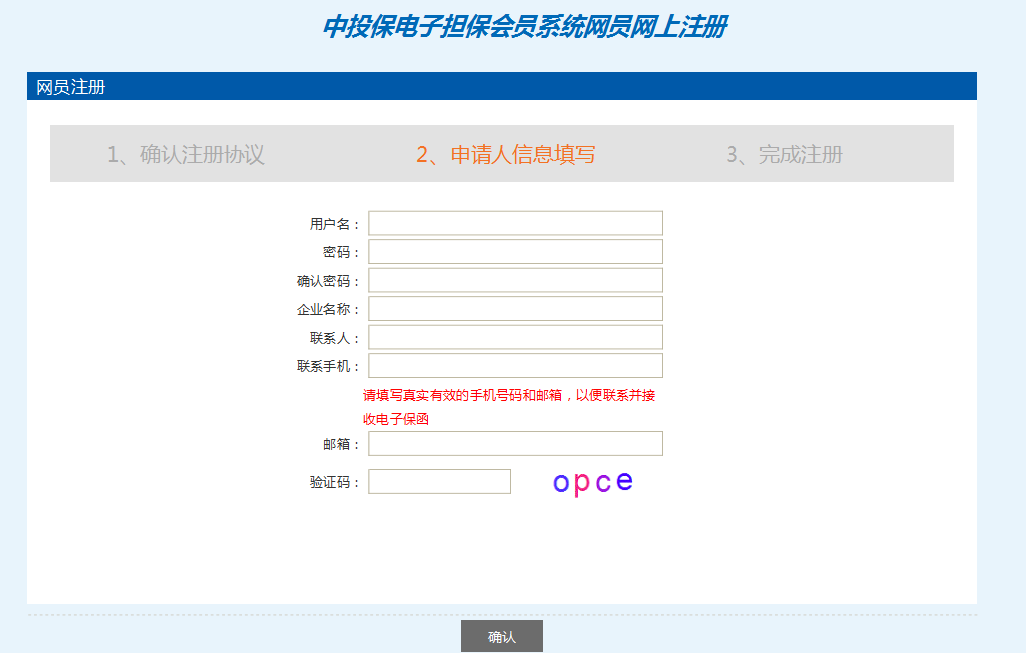 中投保电子担保会员系统网员网上注册
网员注册
1、确认注册协议 2、申请人信息填写 3、完成注册
用户名：
密码：
确认密码：
企业名称：
联系人：
联系手机：
请填写真实有效的手机号码和邮箱，以便联系并接
收电子保函
邮箱：
验证码： opce
确认